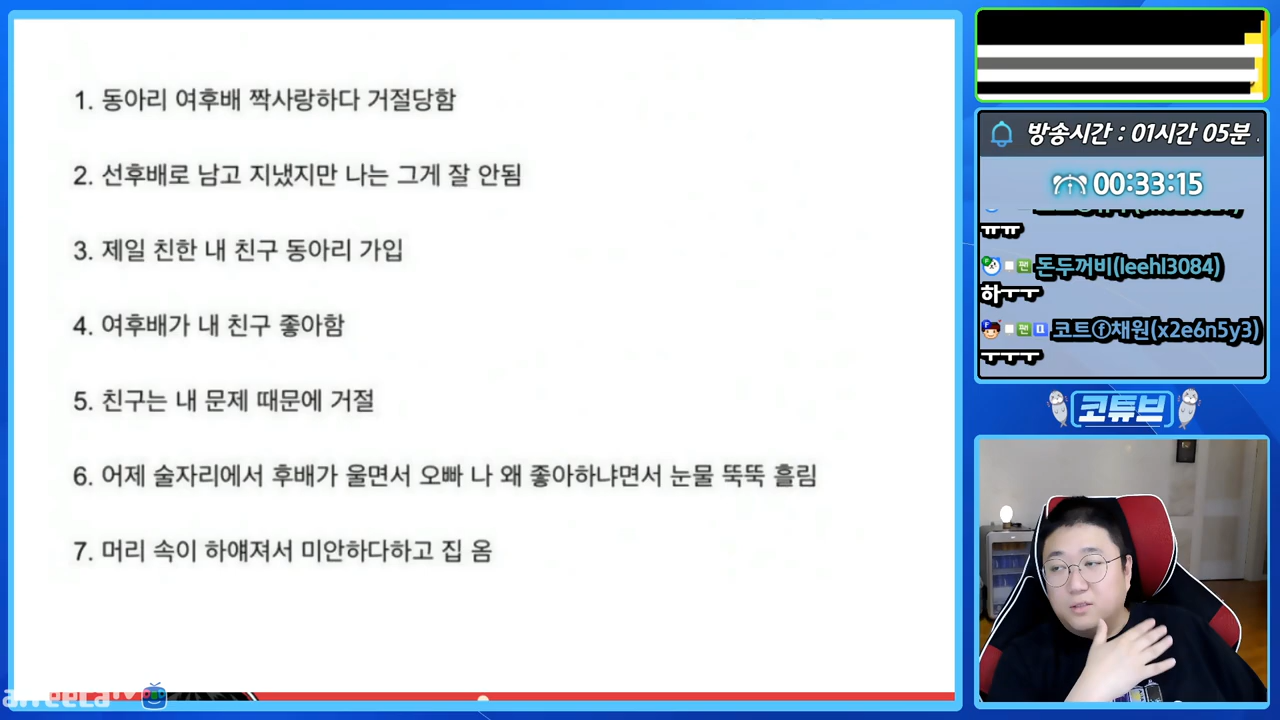 1. 동아리 여후배 짝사랑하다 거절당함
2. 선후배로 남고 지냈지만 나는 그게 잘 안됨
3. 제일 친한 내 친구 동아리 가입
4. 여후배가 내 친구 좋아함
5. 친구는 내 문제 때문에 거절
6. 어제 술자리에서 후배가 울면서 오빠 나 왜 좋아하냐면서 눈물 뚝뚝 흘림
7. 머리 속이 하얘져서 미안하다하고 집 옴
방송시간 : 01시간 05분
00:33:15
ㅠㅠ
팬 돈두꺼비(leehl3084)
하ㅜㅜ
팬 코트ⓕ채원(x2e6n5y3)
ㅜㅜㅜ
코튜브
afreecaTV